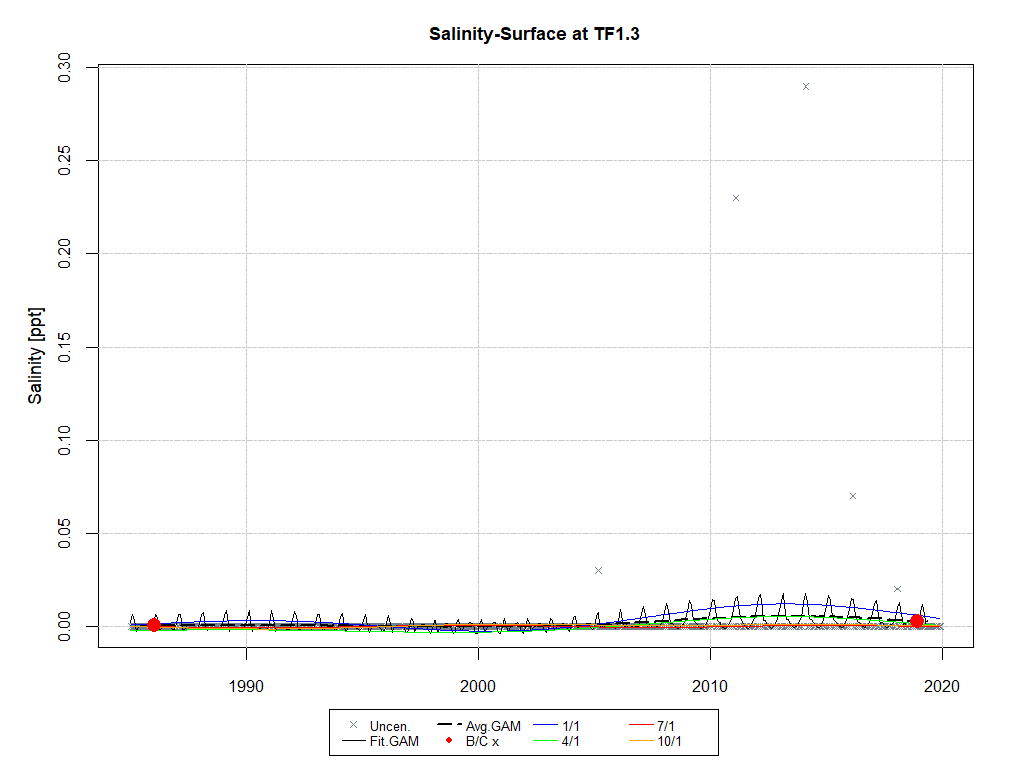 Salinity-Surface at TF1.3
Salinity [ppt]
0.30
0.25
0.20
0.15
0.10
0.05
0.00
1990 2000 2010 2020
Uncen. Avg.GAM 1/1 7/1
Fit.GAM B/C x 4/1 10/1